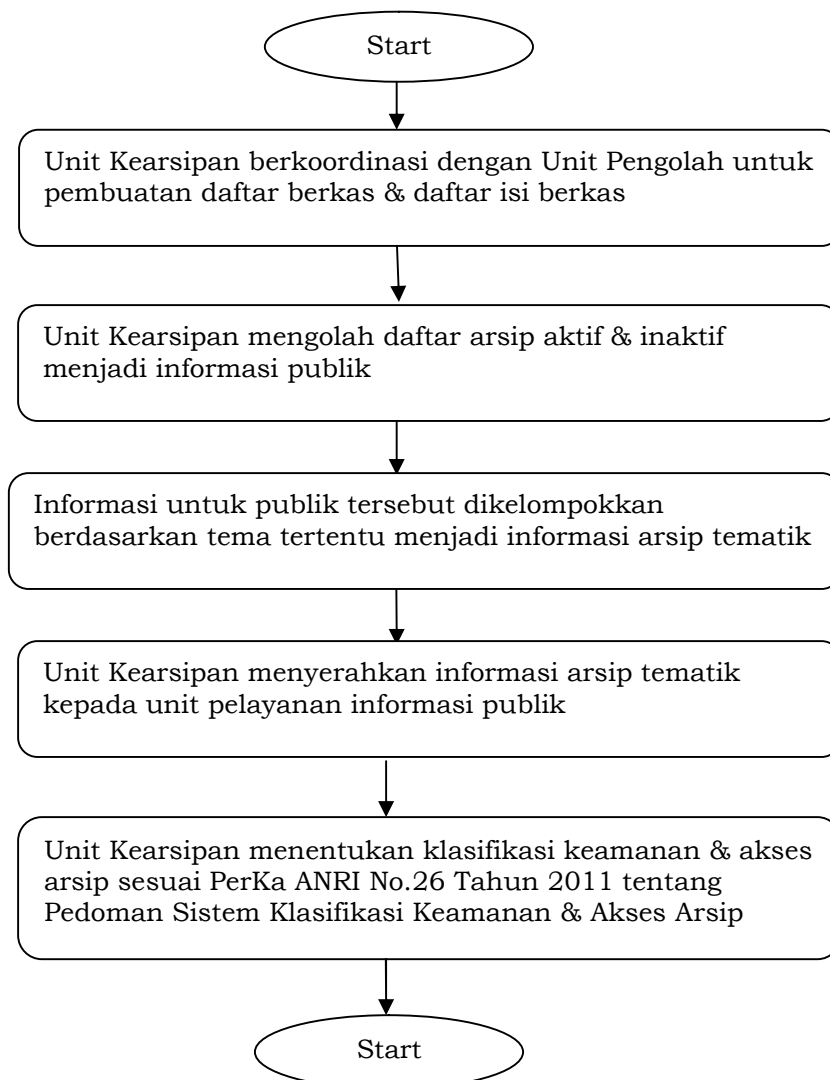 Start
Unit Kearsipan berkoordinasi dengan Unit Pengolah untuk
pembuatan daftar berkas & daftar isi berkas
Unit Kearsipan mengolah daftar arsip aktif & inaktif
menjadi informasi publik
Informasi untuk publik tersebut dikelompokkan
berdasarkan tema tertentu menjadi informasi arsip tematik
Unit Kearsipan menyerahkan informasi arsip tematik
kepada unit pelayanan informasi publik
Unit Kearsipan menentukan klasifikasi keamanan & akses
arsip sesuai PerKa ANRI No.26 Tahun 2011 tentang
Pedoman Sistem Klasifikasi Keamanan & Akses Arsip
Start